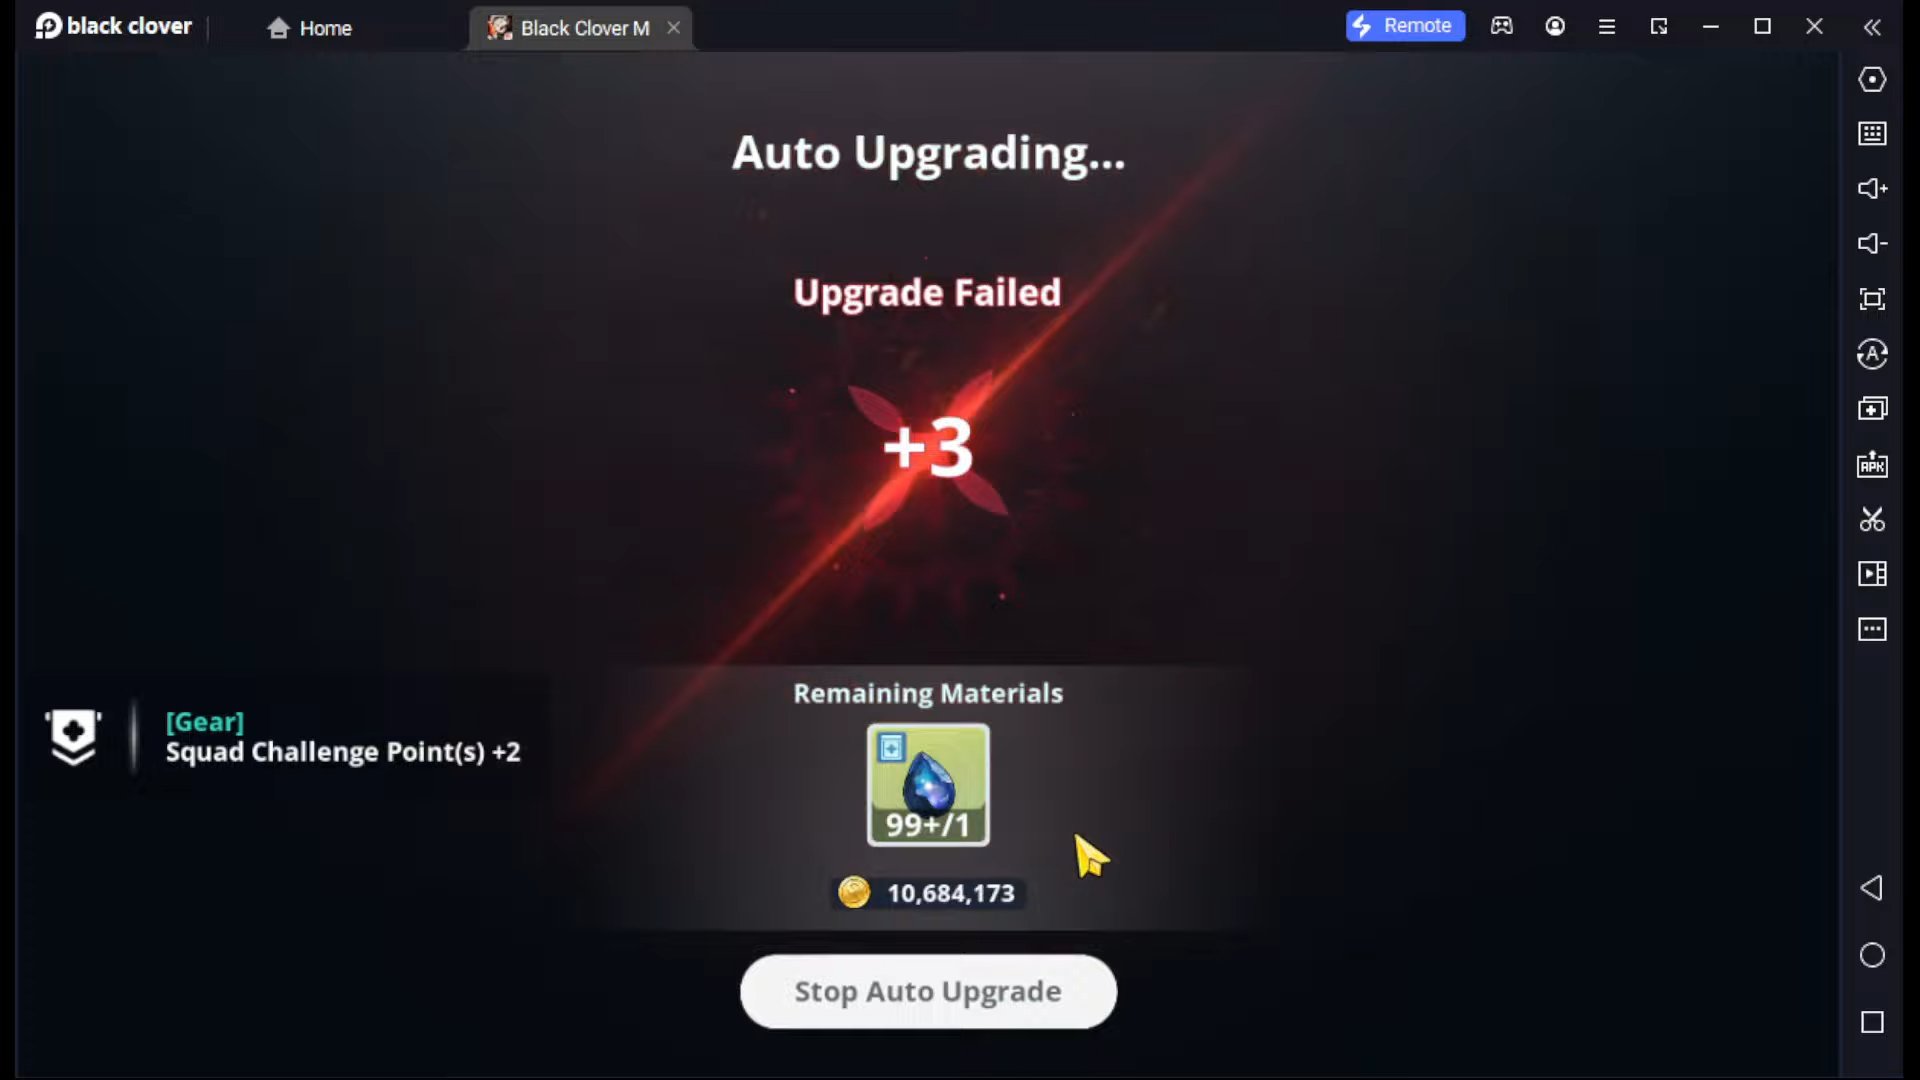 black clover
Home
Black Clover M
Remote
Auto Upgrading...
Upgrade Failed
+3
Remaining Materials
[Gear]
Squad Challenge Point(s) +2
99+/1
10,684,173
Stop Auto Upgrade
A
APK